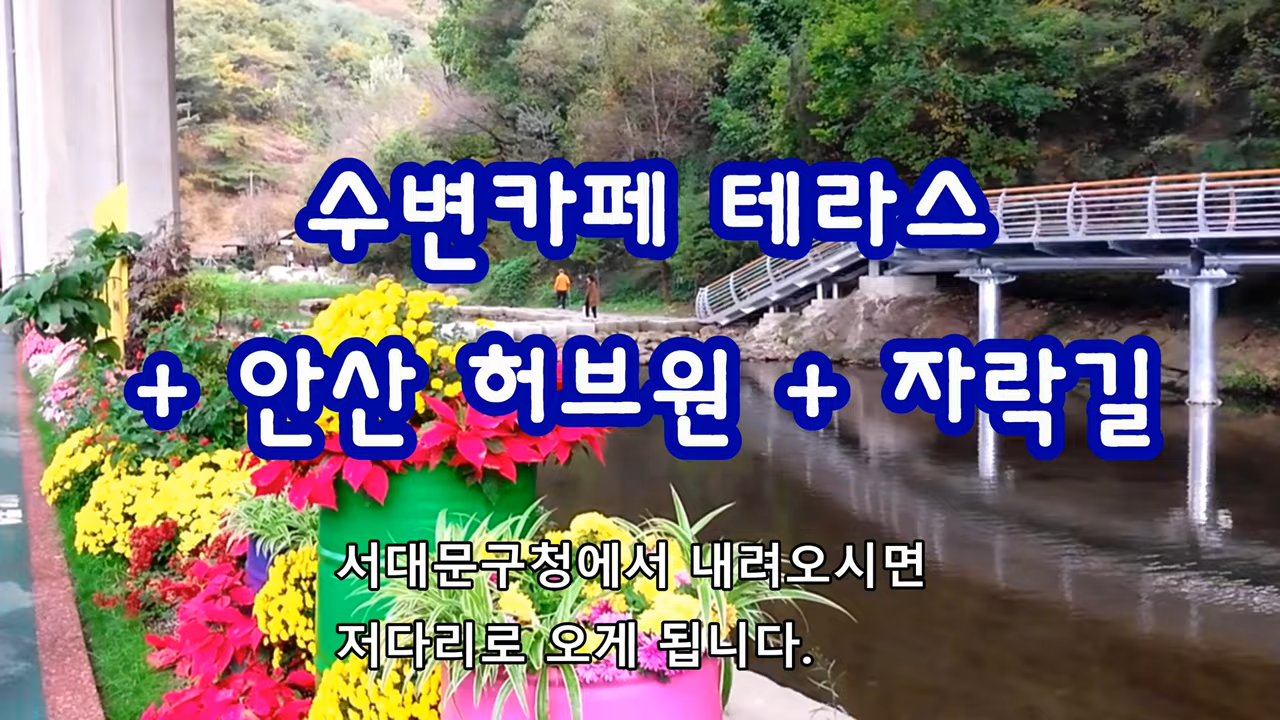 수변카페 테라스
+ 안산 허브원 + 자락길
서대문구청에서 내려오시면
저다리로 오게 됩니다.